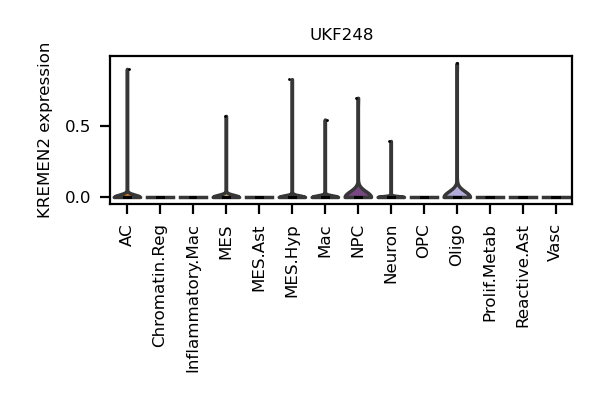 UKF248
KREMEN2 expression
0.5
0.0
AC
Chromatin.Reg
Inflammatory.Mac
MES
MES.Ast
MES.Hyp
Mac
NPC
Neuron
OPC
Oligo
Prolif.Metab
Reactive.Ast
Vasc